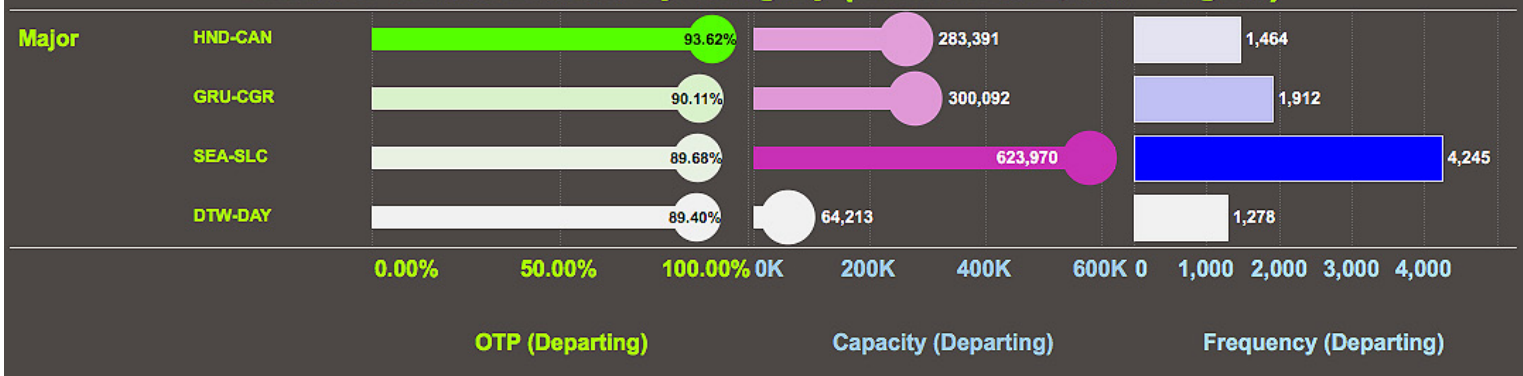 Major
HND-CAN 93.62% 283,391 1,464
GRU-CGR 90.11% 300,092 1,912
SEA-SLC 89.68% 623,970 4,245
DTW-DAY 89.40% 64,213 1,278
0.00% 50.00% 100.00% 0K 200K 400K 600K 0 1,000 2,000 3,000 4,000
OTP (Departing) Capacity (Departing) Frequency (Departing)